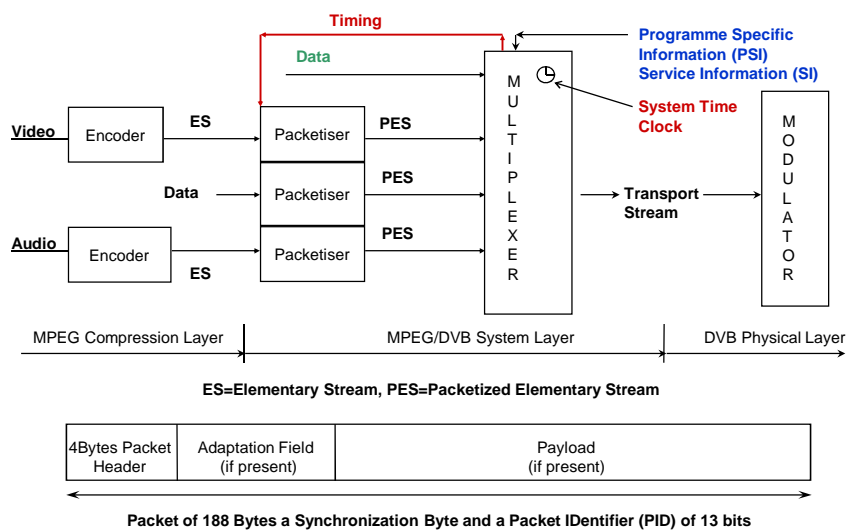 Timing
Programme Specific
Information (PSI)
Service Information (SI)
Data
System Time
Clock
MULTIPLEXER
MODULATOR
Video
Encoder
ES
Packetiser
PES
Data
Packetiser
PES
Transport
Stream
Audio
Encoder
ES
Packetiser
PES
MPEG Compression Layer
MPEG/DVB System Layer
DVB Physical Layer
ES=Elementary Stream, PES=Packetized Elementary Stream
4Bytes Packet
Header
Adaptation Field
(if present)
Payload
(if present)
Packet of 188 Bytes a Synchronization Byte and a Packet IDentifier (PID) of 13 bits